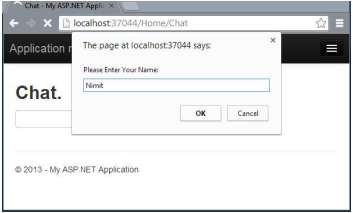 Chat - My ASP.NET Applic
localhost:37044/Home/Chat
Application
The page at localhost:37044 says:
Please Enter Your Name:
Nimit
OK Cancel
Chat.
© 2013 - My ASP.NET Application